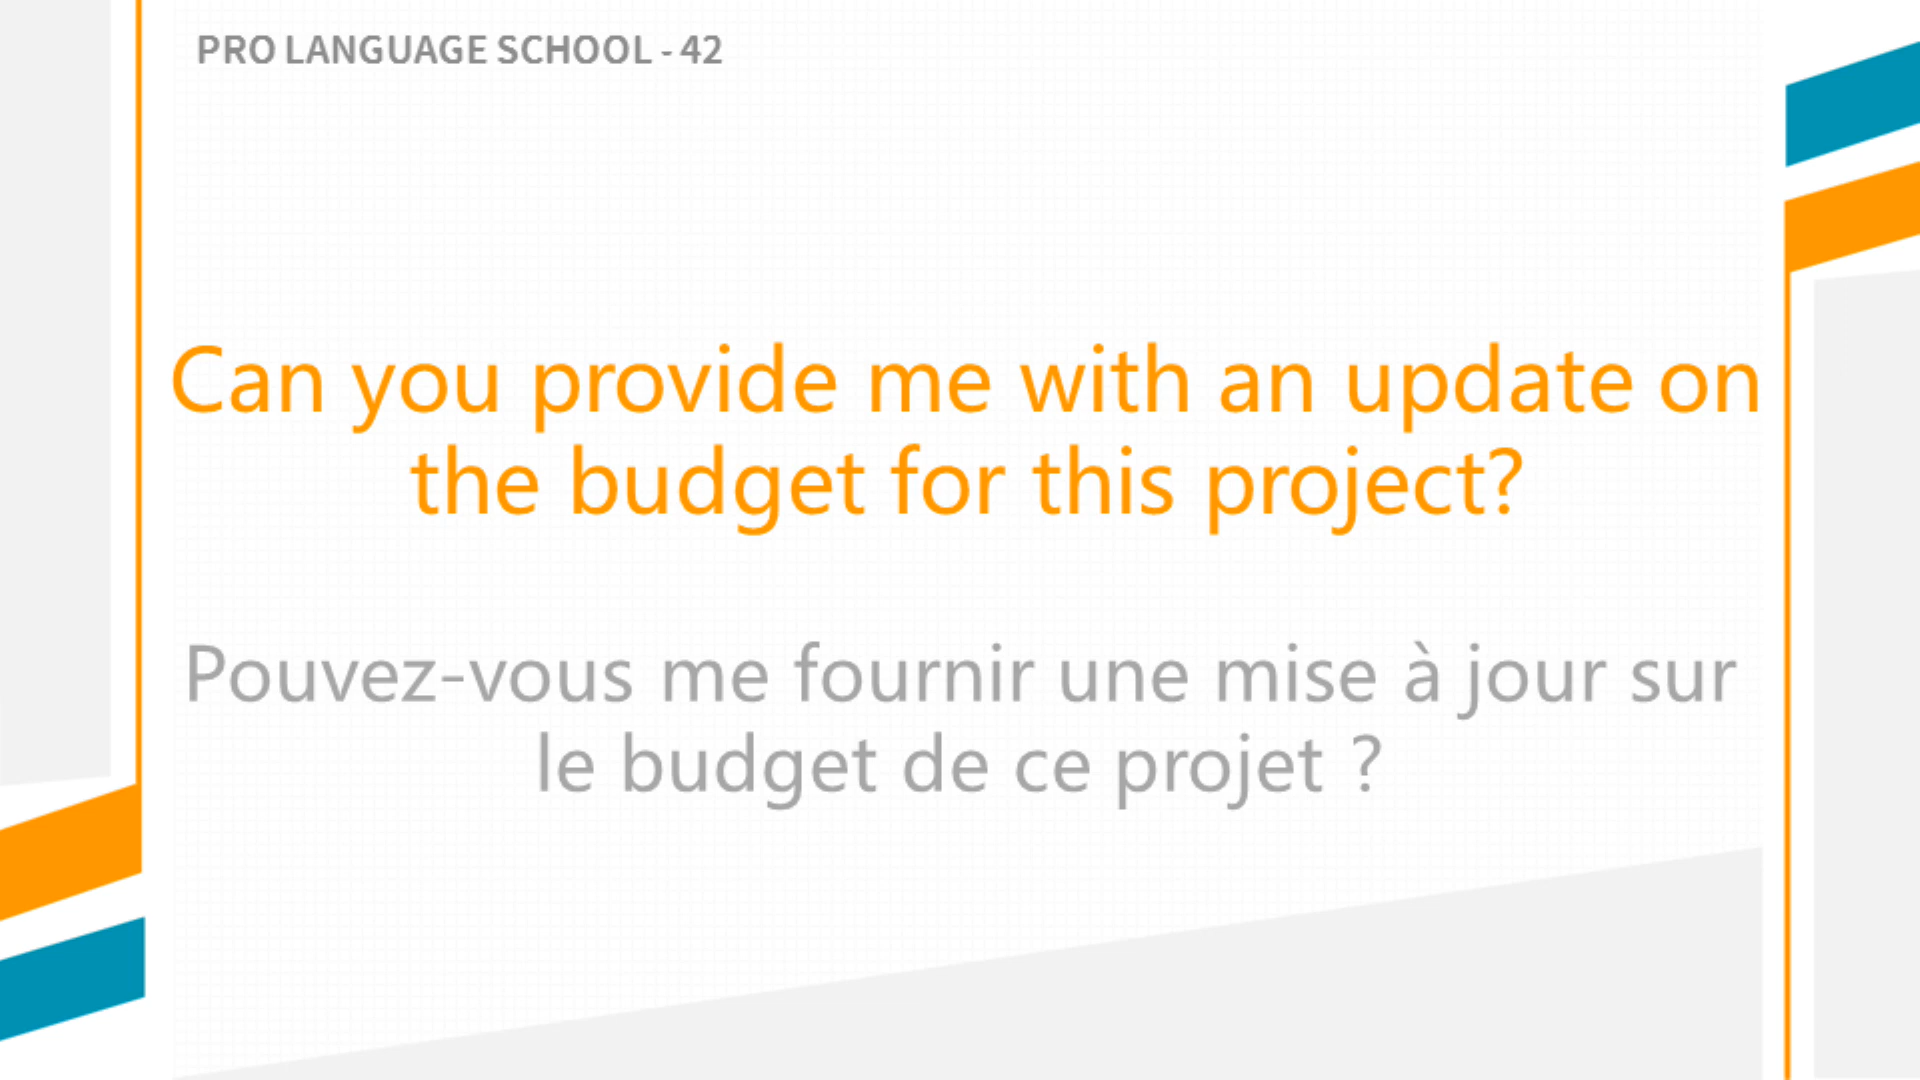 PRO LANGUAGE SCHOOL - 42
Can you provide me with an update on
the budget for this project?
Pouvez-vous me fournir une mise à jour sur
le budget de ce projet ?